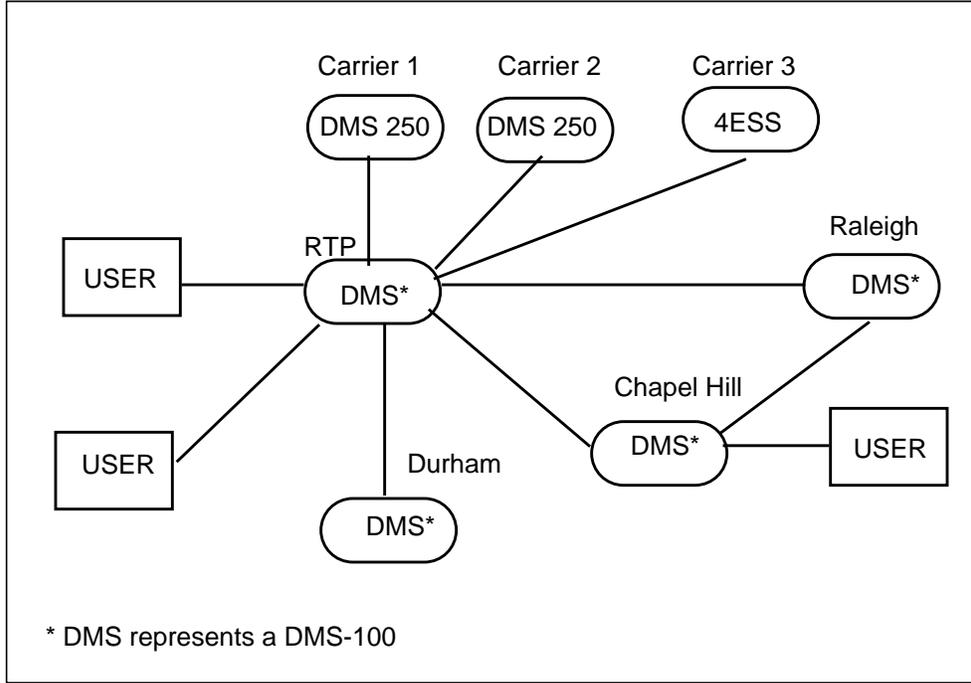 Carrier 1
Carrier 2
Carrier 3
DMS 250
DMS 250
4ESS
Raleigh
RTP
USER
DMS*
DMS*
Chapel Hill
USER
Durham
DMS*
USER
DMS*
* DMS represents a DMS-100